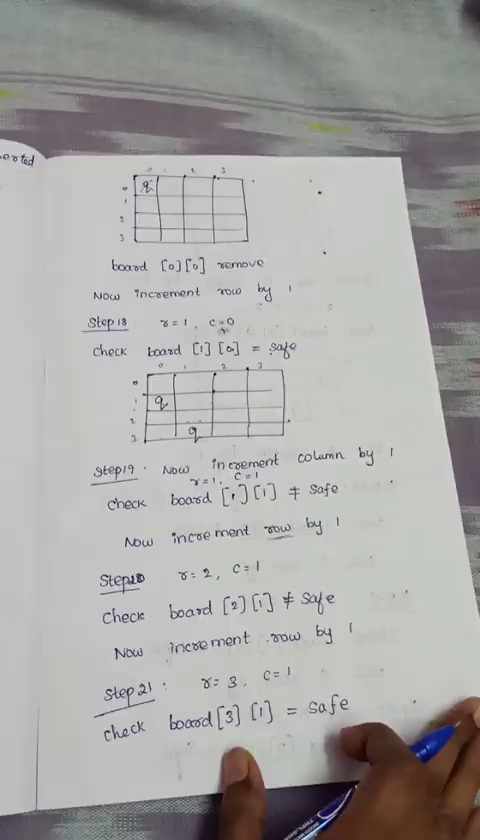 0 1 2 3
0 q
1
2
3
board [0][0] remove
Now increment row by 1
Step 18 r=1, c=0
check board [1][0] = safe
0 1 2 3
0
1 q
2
3 q
Step 19. Now increment column by 1
r=1, c=1
check board [1][1] ≠ safe
Now increment row by 1
Step 20 r=2, c=1
check board [2][1] ≠ safe
Now increment row by 1
Step 21: r=3, c=1
check board [3][1] = safe